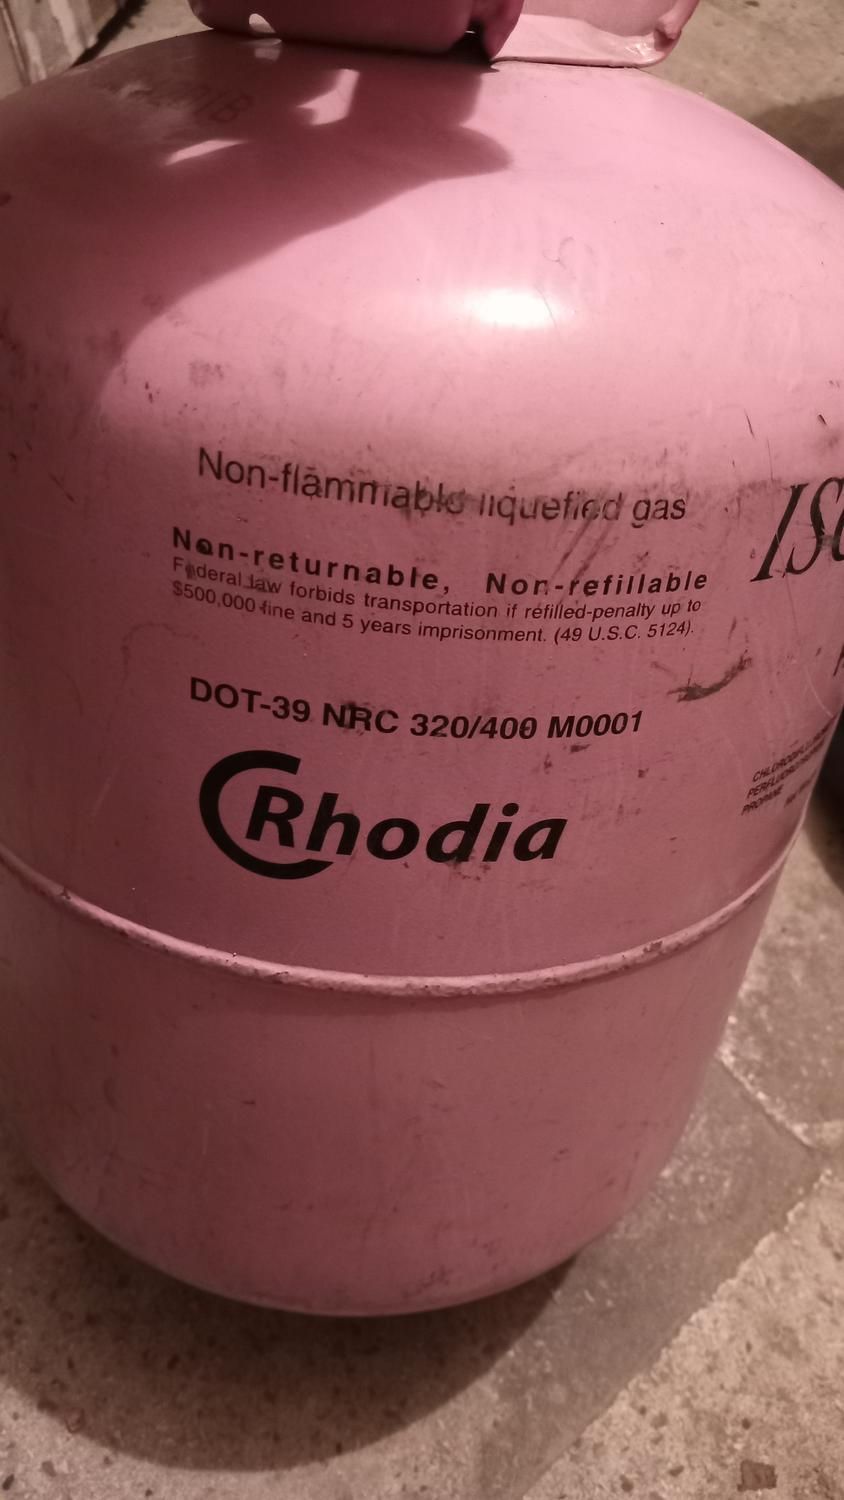 Non-flammable liquefied gas
Non-returnable, Non-refillable
Federal law forbids transportation if refilled-penalty up to
$500,000 fine and 5 years imprisonment. (49 U.S.C. 5124).
DOT-39 NRC 320/400 M0001
Rhodia
PROPANE